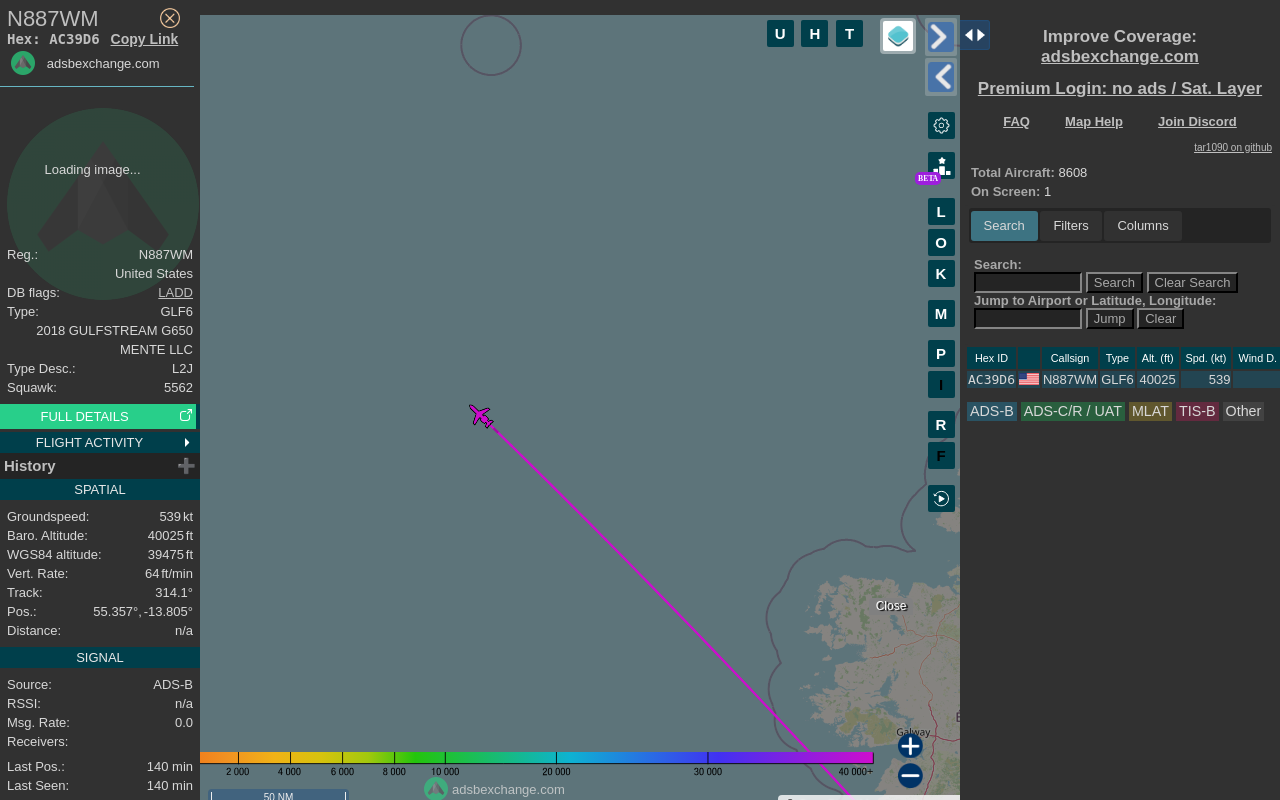 N887WM
Hex: AC39D6 Copy Link
adsbexchange.com
Loading image...
Reg.: N887WM
United States
DB flags: LADD
Type: GLF6
2018 GULFSTREAM G650
MENTE LLC
Type Desc.: L2J
Squawk: 5562
FULL DETAILS
FLIGHT ACTIVITY
History
SPATIAL
Groundspeed: 539 kt
Baro. Altitude: 40025 ft
WGS84 altitude: 39475 ft
Vert. Rate: 64 ft/min
Track: 314.1°
Pos.: 55.357°, -13.805°
Distance: n/a
SIGNAL
Source: ADS-B
RSSI: n/a
Msg. Rate: 0.0
Receivers:
Last Pos.: 140 min
Last Seen: 140 min
U H T
BETA
L
O
K
M
P
I
R
F
Close
Galway
2 000 4 000 6 000 8 000 10 000 20 000 30 000 40 000+
adsbexchange.com
50 NM
Improve Coverage:
adsbexchange.com
Premium Login: no ads / Sat. Layer
FAQ Map Help Join Discord
tar1090 on github
Total Aircraft: 8608
On Screen: 1
Search Filters Columns
Search:
Search Clear Search
Jump to Airport or Latitude, Longitude:
Jump Clear
Hex ID Callsign Type Alt. (ft) Spd. (kt) Wind D.
AC39D6 N887WM GLF6 40025 539
ADS-B ADS-C/R / UAT MLAT TIS-B Other